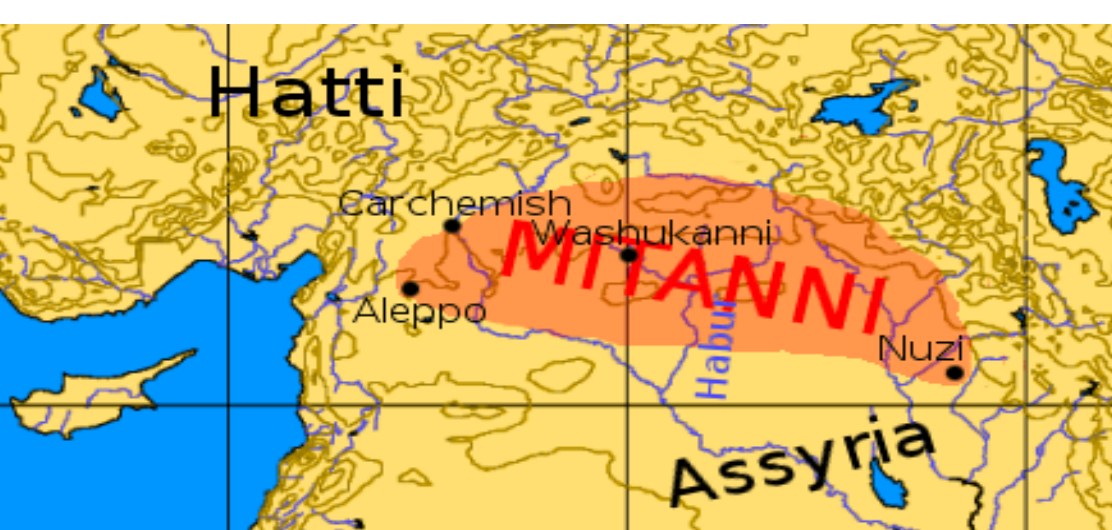 Hatti
Carchemish
Washukanni
MITANNI
Aleppo
Habur
Nuzi
Assyria